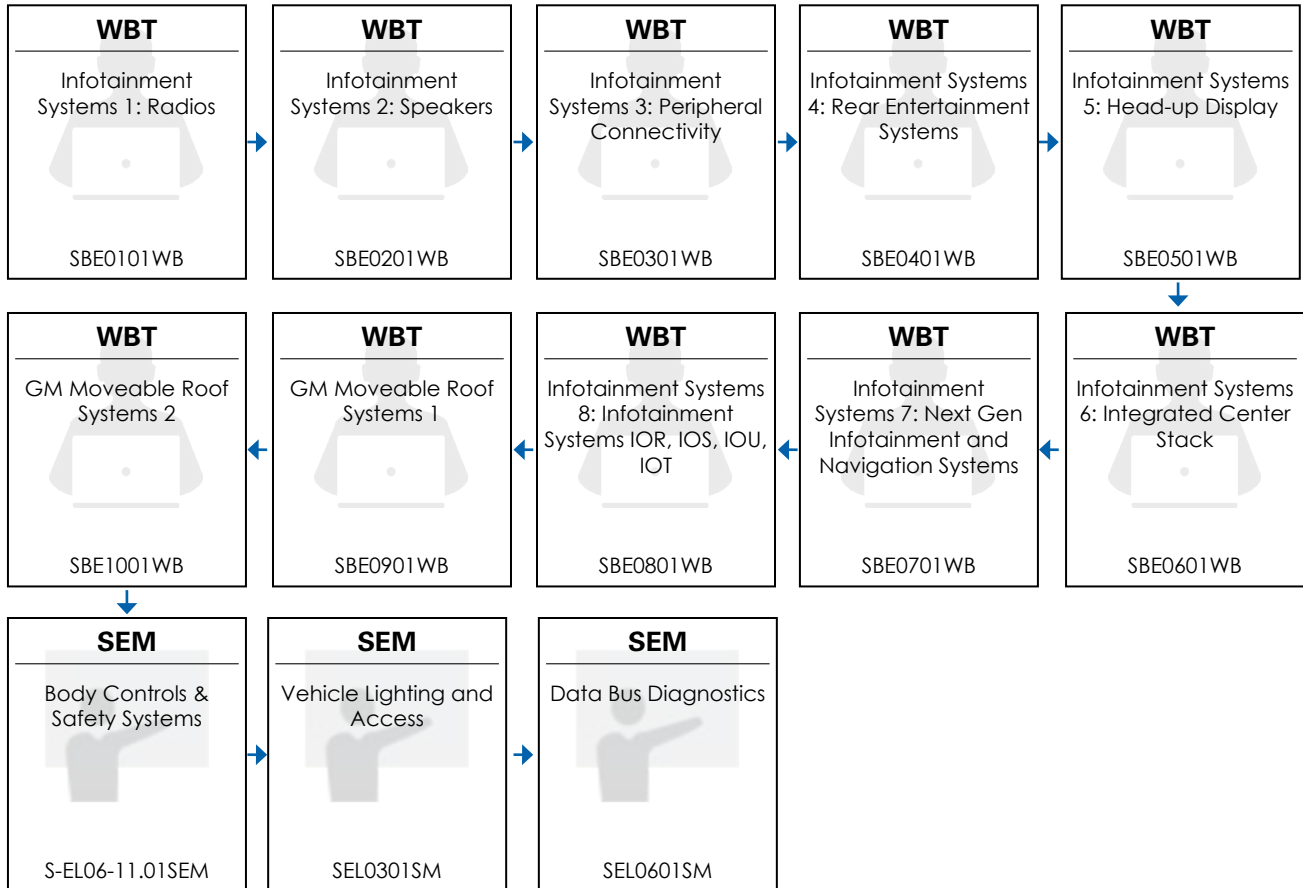 WBT
Infotainment
Systems 1: Radios
SBE0101WB
WBT
Infotainment
Systems 2: Speakers
SBE0201WB
WBT
Infotainment
Systems 3: Peripheral
Connectivity
SBE0301WB
WBT
Infotainment Systems
4: Rear Entertainment
Systems
SBE0401WB
WBT
Infotainment Systems
5: Head-up Display
SBE0501WB
WBT
GM Moveable Roof
Systems 2
SBE1001WB
WBT
GM Moveable Roof
Systems 1
SBE0901WB
WBT
Infotainment Systems
8: Infotainment
Systems IOR, IOS, IOU,
IOT
SBE0801WB
WBT
Infotainment
Systems 7: Next Gen
Infotainment and
Navigation Systems
SBE0701WB
WBT
Infotainment Systems
6: Integrated Center
Stack
SBE0601WB
SEM
Body Controls &
Safety Systems
S-EL06-11.01SEM
SEM
Vehicle Lighting and
Access
SEL0301SM
SEM
Data Bus Diagnostics
SEL0601SM